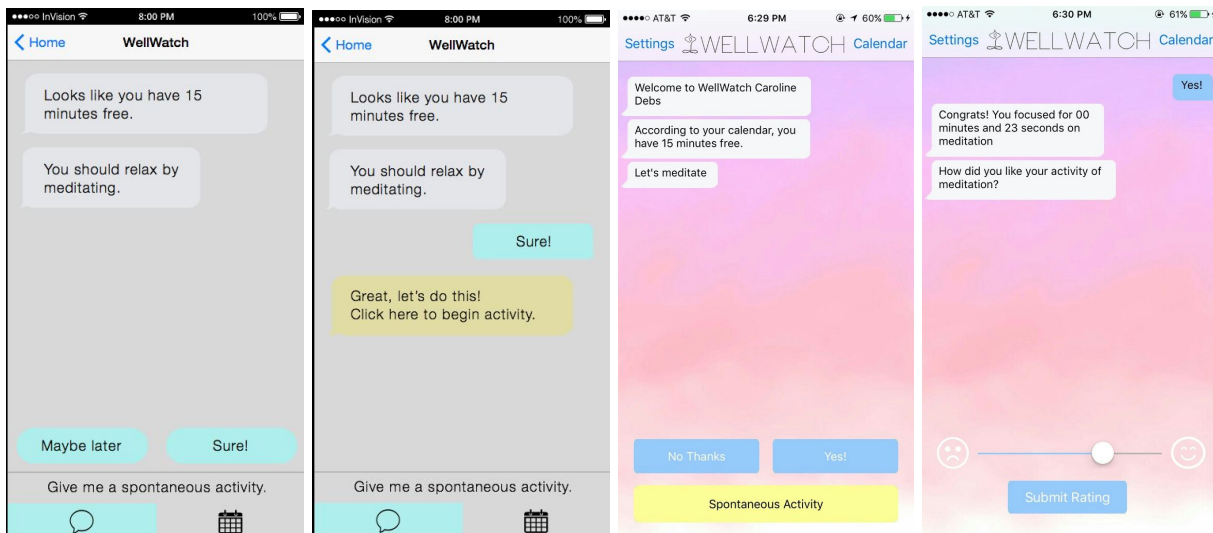 InVision 8:00 PM 100%
Home WellWatch
Looks like you have 15
minutes free.
You should relax by
meditating.
Maybe later Sure!
Give me a spontaneous activity.
InVision 8:00 PM 100%
Home WellWatch
Looks like you have 15
minutes free.
You should relax by
meditating.
Sure!
Great, let's do this!
Click here to begin activity.
Give me a spontaneous activity.
AT&T 6:29 PM 60%
Settings WELLWATCH Calendar
Welcome to WellWatch Caroline
Debs
According to your calendar, you
have 15 minutes free.
Let's meditate
No Thanks Yes!
Spontaneous Activity
AT&T 6:30 PM 61%
Settings WELLWATCH Calendar
Yes!
Congrats! You focused for 00
minutes and 23 seconds on
meditation
How did you like your activity of
meditation?
Submit Rating